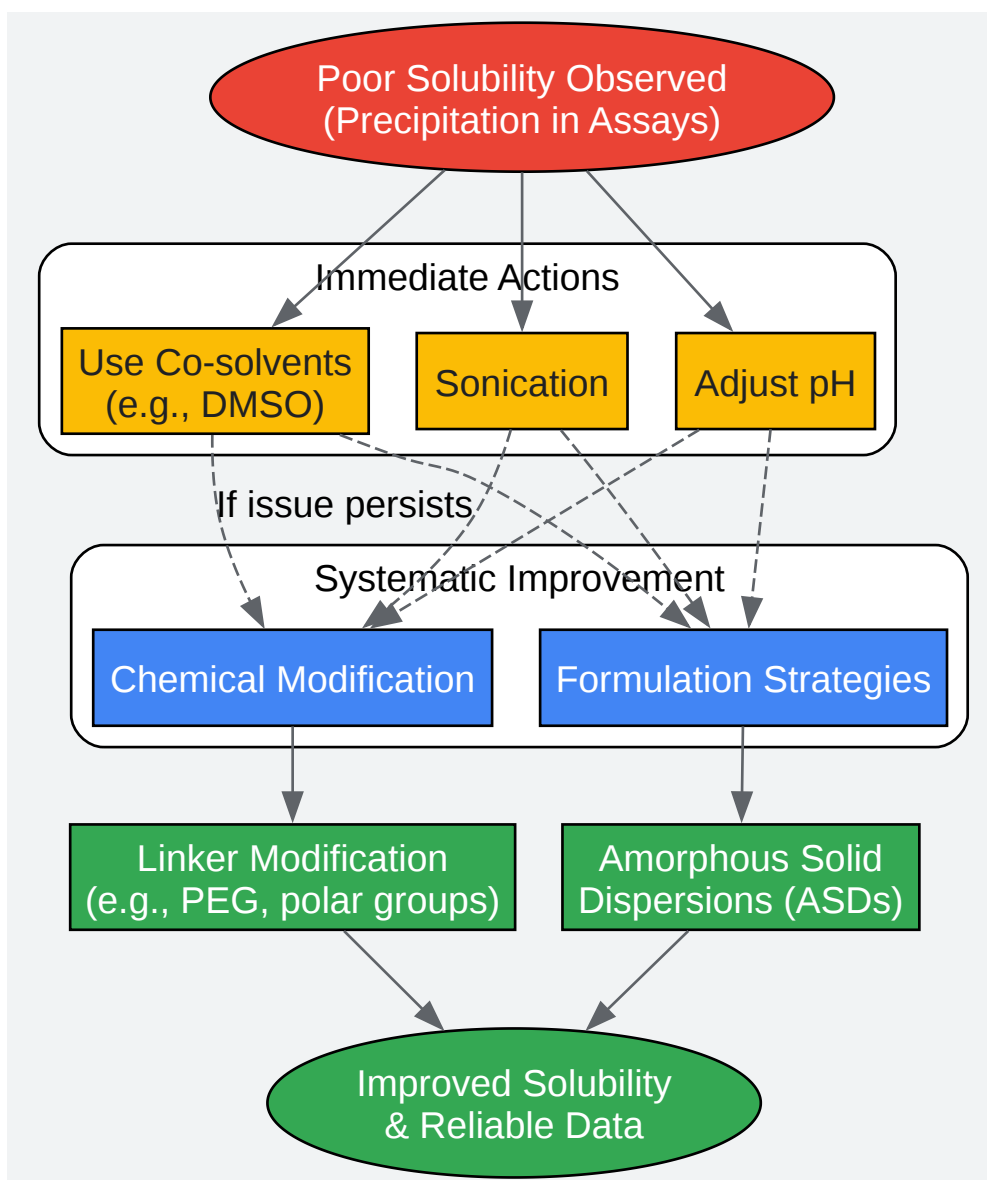 Poor Solubility Observed
(Precipitation in Assays)
Immediate Actions
Use Co-solvents
(e.g., DMSO)
Sonication
Adjust pH
If issue persists
Systematic Improvement
Chemical Modification
Formulation Strategies
Linker Modification
(e.g., PEG, polar groups)
Amorphous Solid
Dispersions (ASDs)
Improved Solubility
& Reliable Data